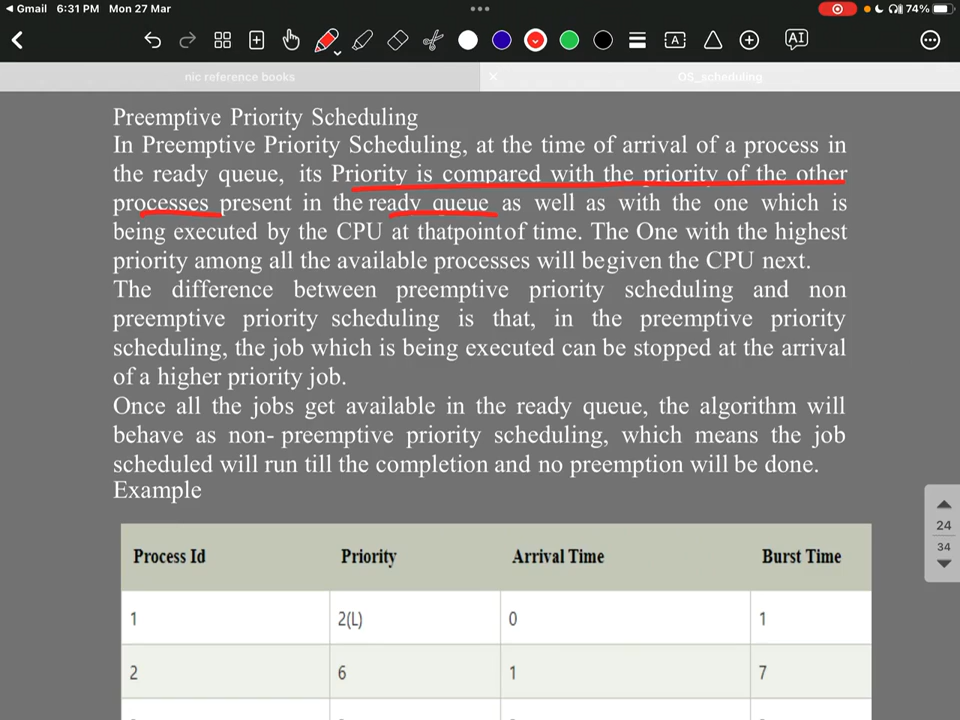 Gmail 6:31 PM Mon 27 Mar 74%
A AI
nic reference books OS_scheduling
Preemptive Priority Scheduling
In Preemptive Priority Scheduling, at the time of arrival of a process in
the ready queue, its Priority is compared with the priority of the other
processes present in the ready queue as well as with the one which is
being executed by the CPU at thatpointof time. The One with the highest
priority among all the available processes will begiven the CPU next.
The difference between preemptive priority scheduling and non
preemptive priority scheduling is that, in the preemptive priority
scheduling, the job which is being executed can be stopped at the arrival
of a higher priority job.
Once all the jobs get available in the ready queue, the algorithm will
behave as non- preemptive priority scheduling, which means the job
scheduled will run till the completion and no preemption will be done.
Example
24
34
Process Id Priority Arrival Time Burst Time
1 2(L) 0 1
2 6 1 7